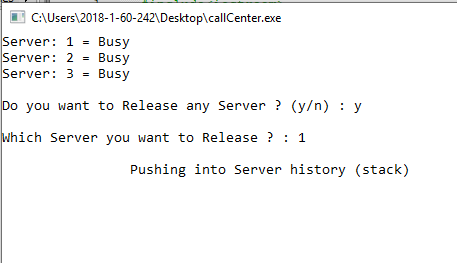 C:\Users\2018-1-60-242\Desktop\callCenter.exe
Server: 1 = Busy
Server: 2 = Busy
Server: 3 = Busy
Do you want to Release any Server ? (y/n) : y
Which Server you want to Release ? : 1
Pushing into Server history (stack)